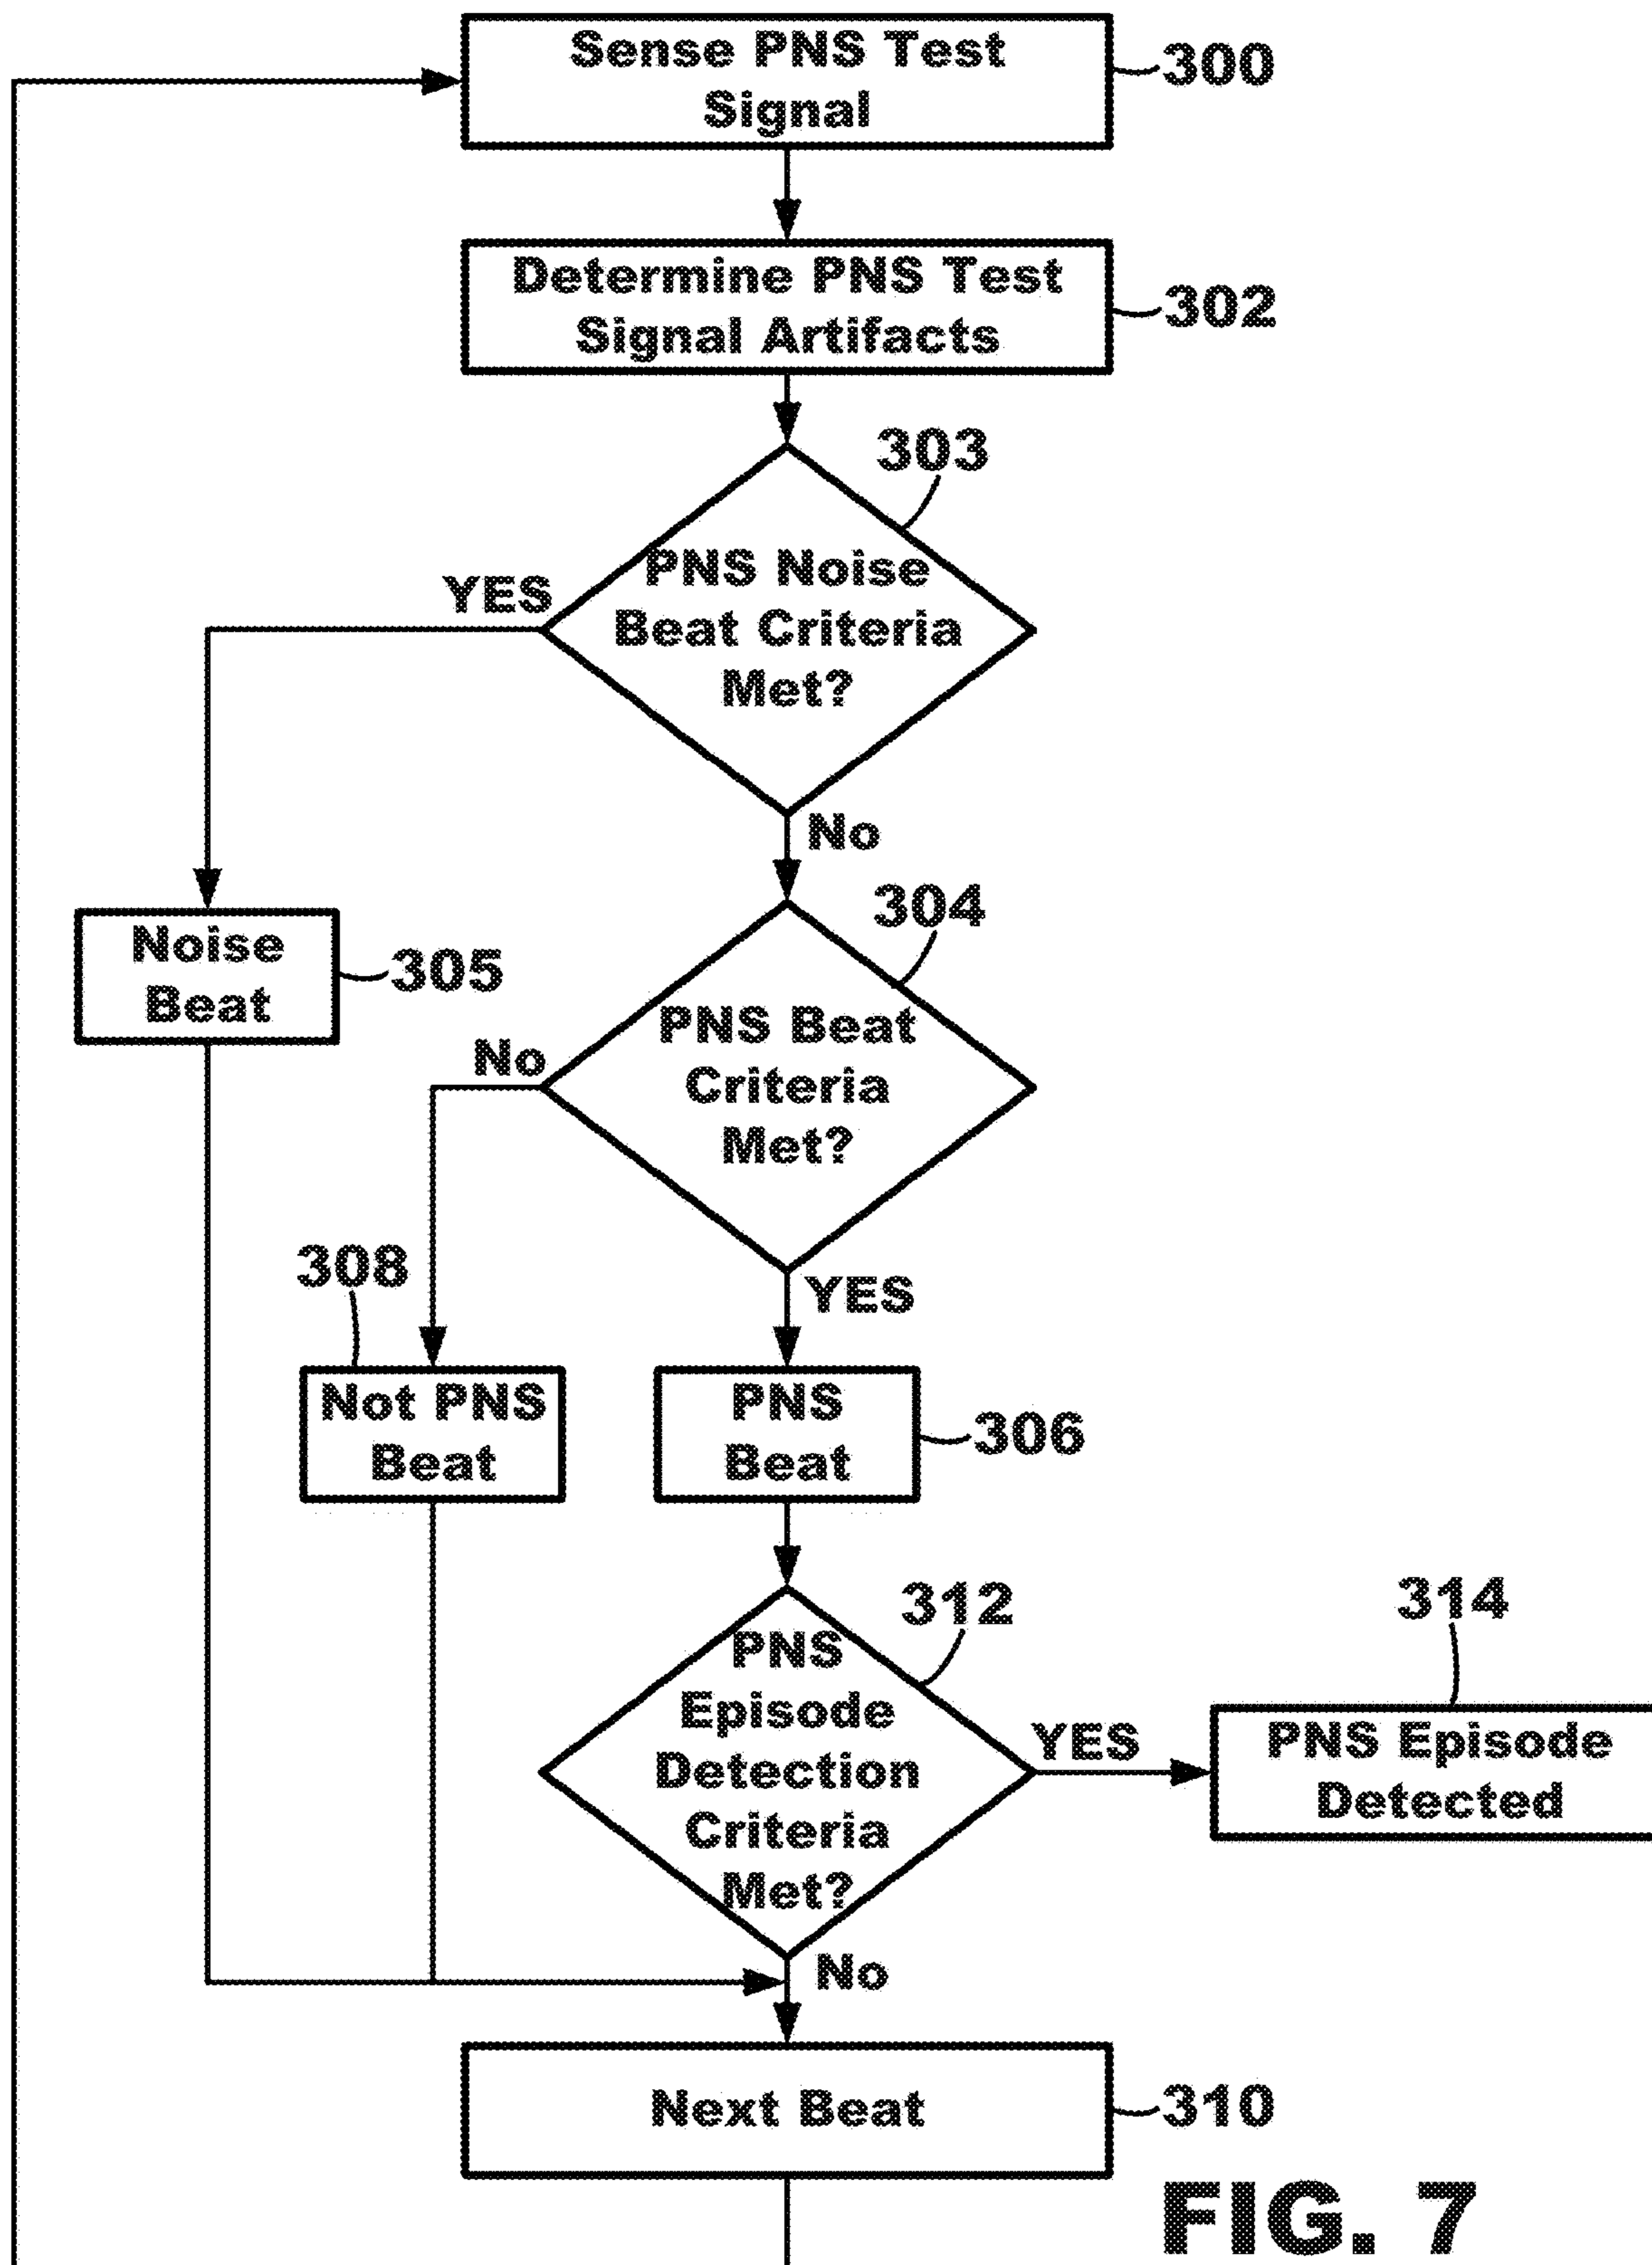 Sense PNS Test
Signal
300
Determine PNS Test
Signal Artifacts
302
303
PNS Noise
Beat Criteria
Met?
YES
No
304
Noise
Beat
305
PNS Beat
Criteria
Met?
No
YES
308
Not PNS
Beat
PNS
Beat
306
312
PNS
Episode
Detection
Criteria
Met?
YES
314
PNS Episode
Detected
No
Next Beat
310
FIG. 7